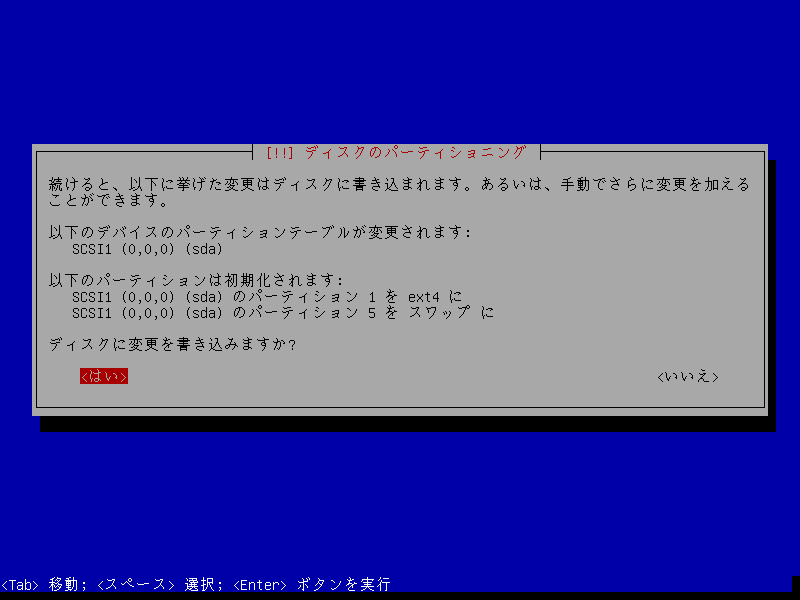 [!!] ディスクのパーティショニング
続けると、以下に挙げた変更はディスクに書き込まれます。あるいは、手動でさらに変更を加える
ことができます。
以下のデバイスのパーティションテーブルが変更されます:
SCSI1 (0,0,0) (sda)
以下のパーティションは初期化されます:
SCSI1 (0,0,0) (sda) のパーティション 1 を ext4 に
SCSI1 (0,0,0) (sda) のパーティション 5 を スワップ に
ディスクに変更を書き込みますか?
<はい> <いいえ>
<Tab> 移動; <スペース> 選択; <Enter> ボタンを実行